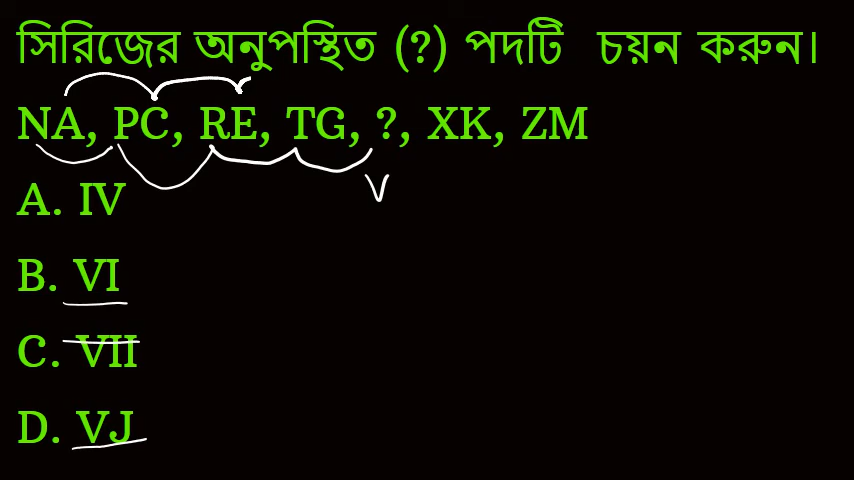 সিরিজের অনুপস্থিত (?) পদটি চয়ন করুন।
NA, PC, RE, TG, ?, XK, ZM
V
A. IV
B. VI
C. VII
D. VJ